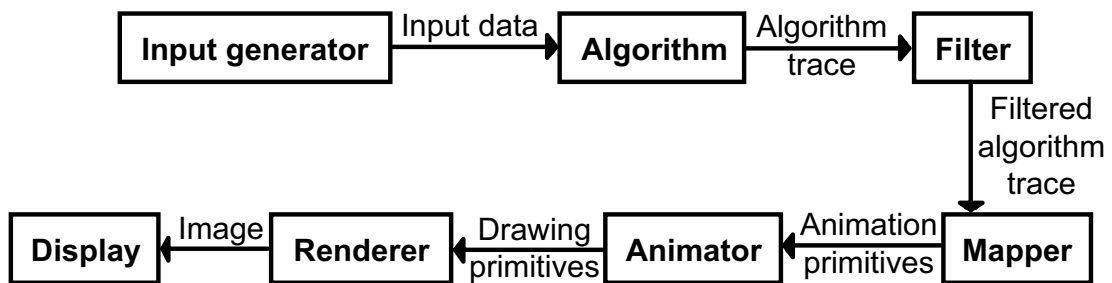 Input generator
Input data
Algorithm
Algorithm
trace
Filter
Filtered
algorithm
trace
Mapper
Animation
primitives
Animator
Drawing
primitives
Renderer
Image
Display